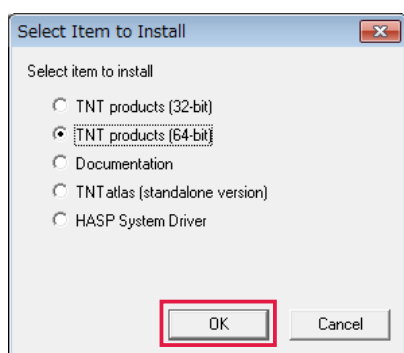 Select Item to Install
Select item to install
TNT products (32-bit)
TNT products (64-bit)
Documentation
TNTatlas (standalone version)
HASP System Driver
OK
Cancel